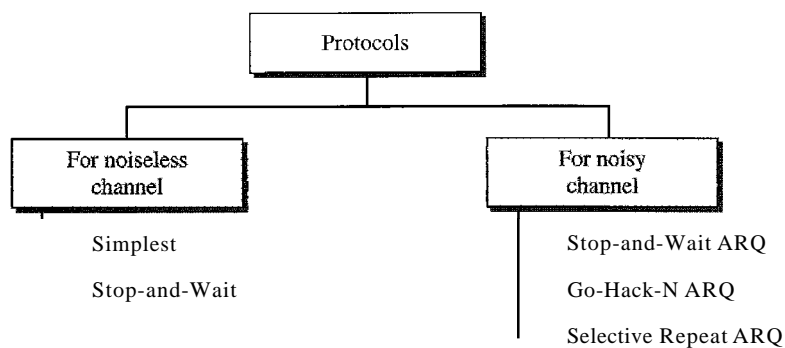 Protocols
For noiseless
channel
For noisy
channel
Simplest
Stop-and-Wait
Stop-and-Wait ARQ
Go-Hack-N ARQ
Selective Repeat ARQ